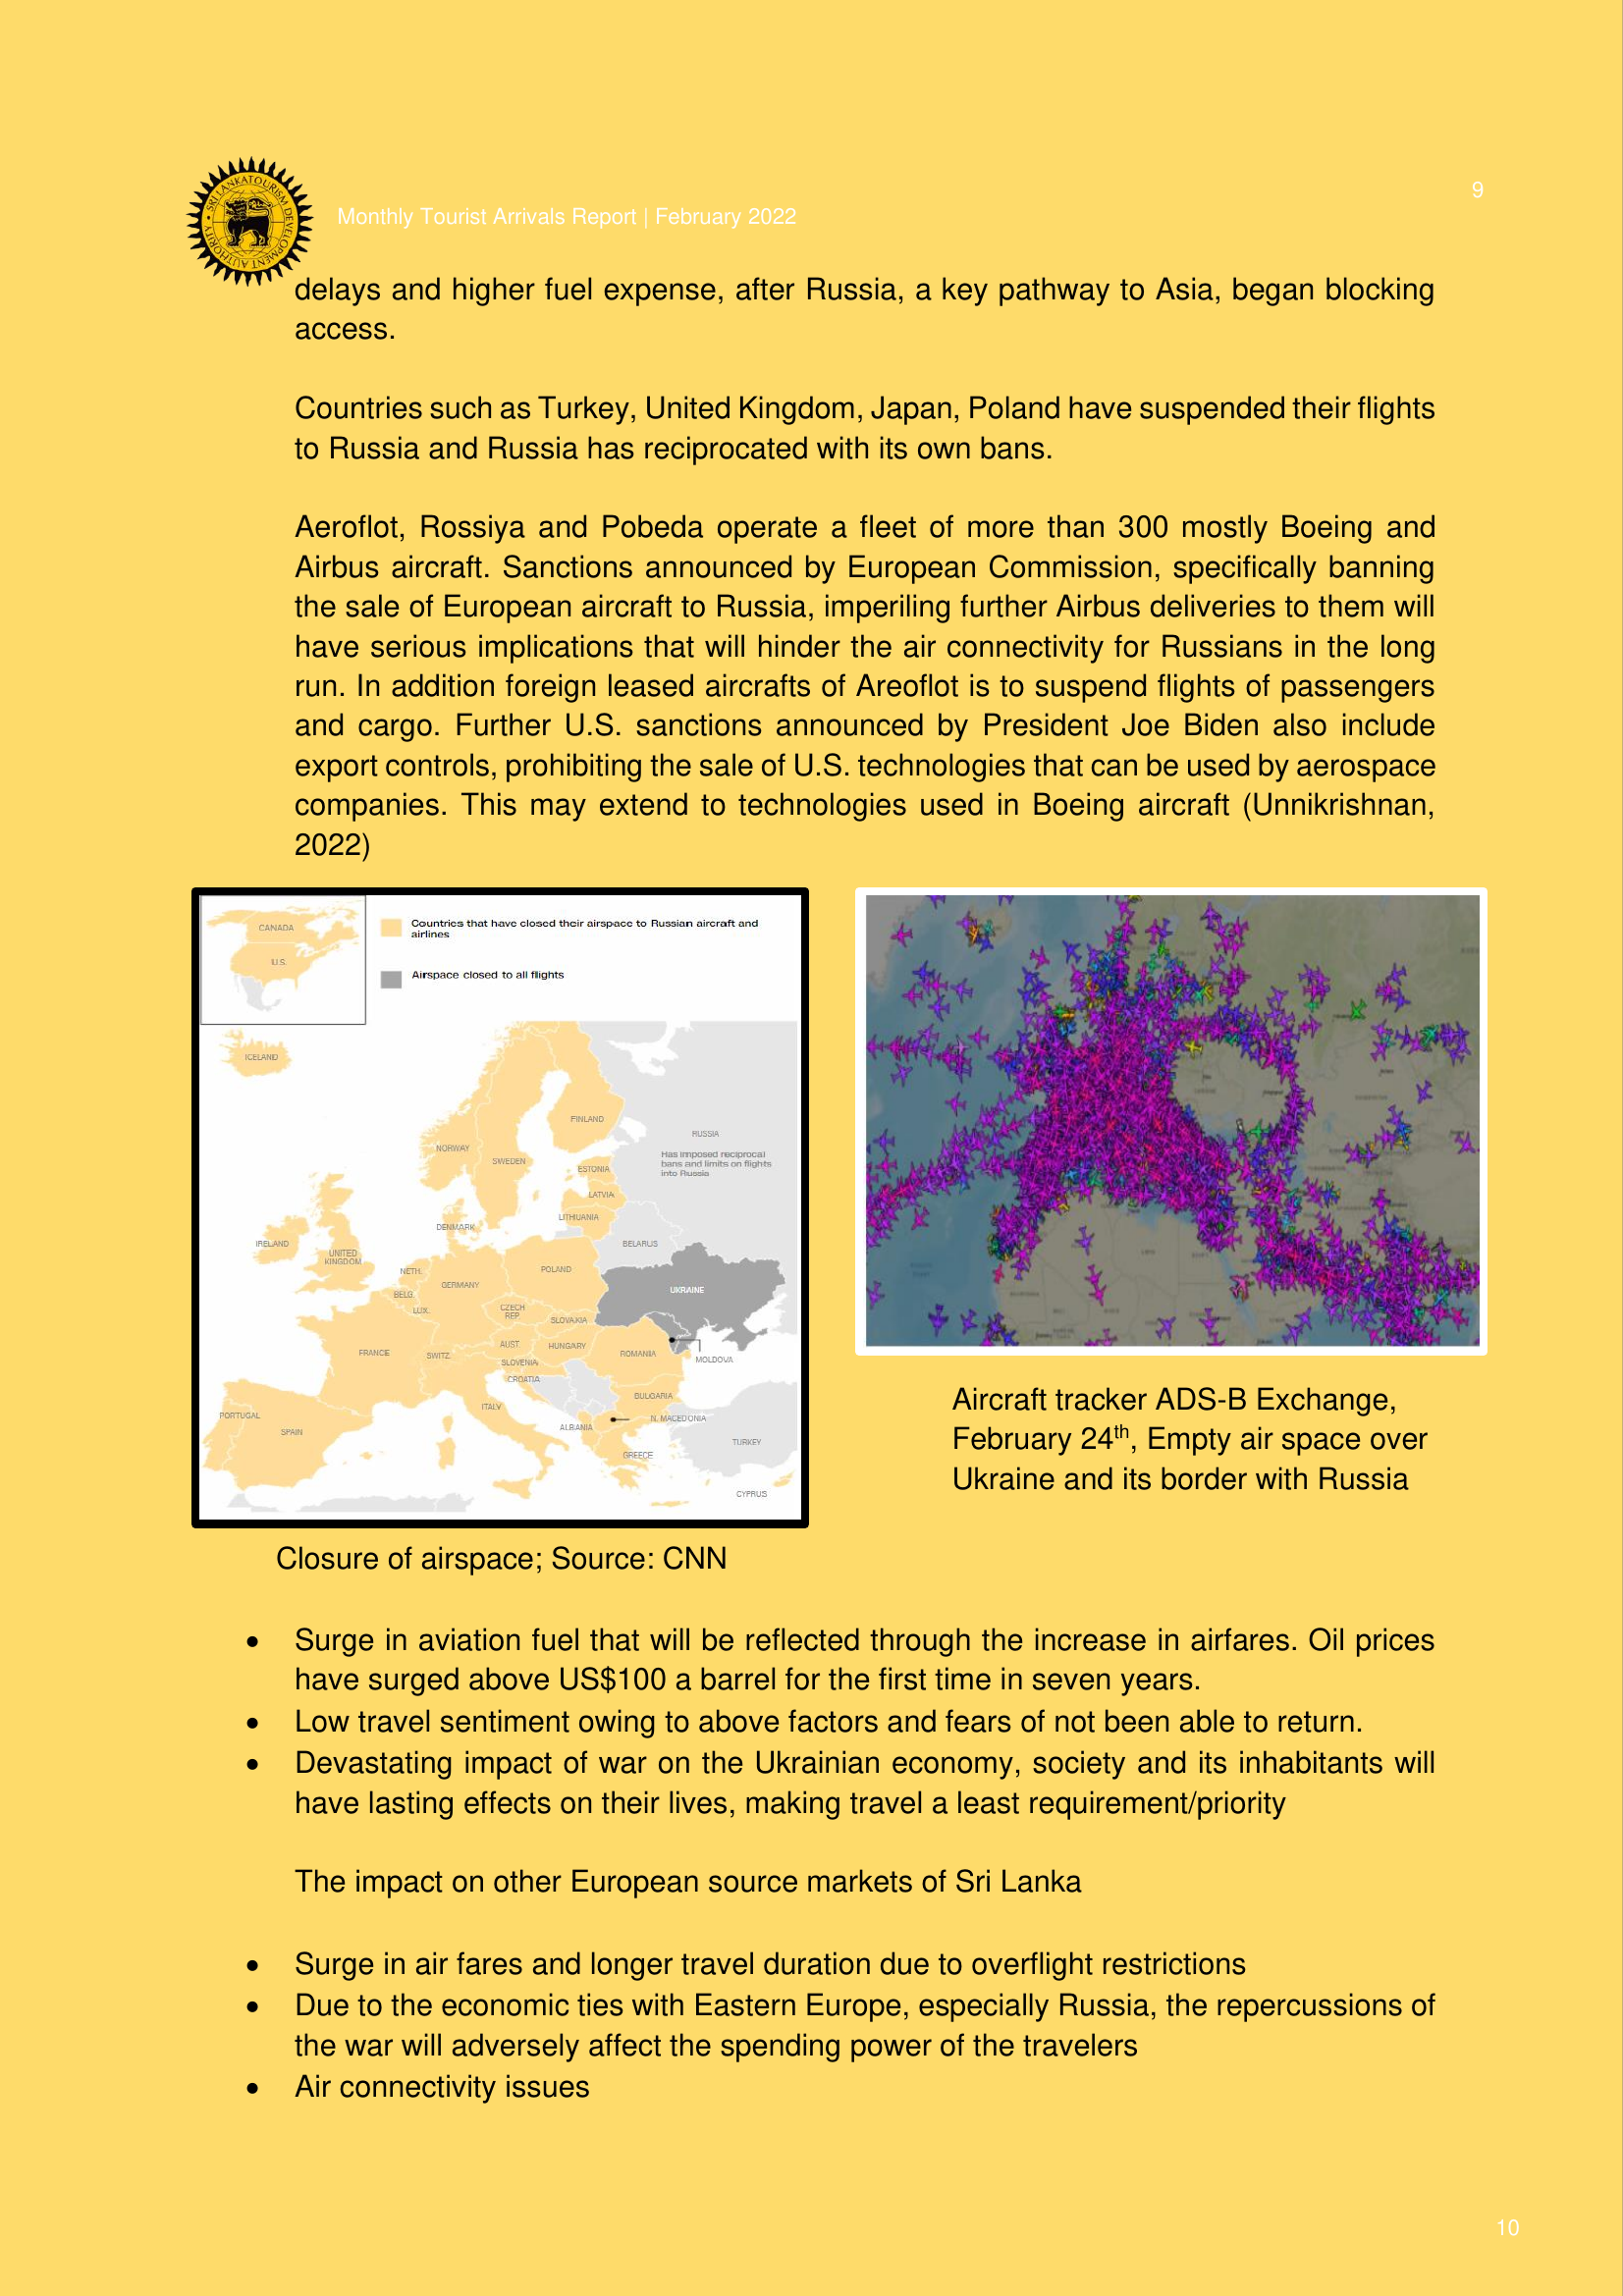 9
SRI LANKA TOURISM DEVELOPMENT AUTHORITY
Monthly Tourist Arrivals Report | February 2022
delays and higher fuel expense, after Russia, a key pathway to Asia, began blocking
access.
Countries such as Turkey, United Kingdom, Japan, Poland have suspended their flights
to Russia and Russia has reciprocated with its own bans.
Aeroflot, Rossiya and Pobeda operate a fleet of more than 300 mostly Boeing and
Airbus aircraft. Sanctions announced by European Commission, specifically banning
the sale of European aircraft to Russia, imperiling further Airbus deliveries to them will
have serious implications that will hinder the air connectivity for Russians in the long
run. In addition foreign leased aircrafts of Areoflot is to suspend flights of passengers
and cargo. Further U.S. sanctions announced by President Joe Biden also include
export controls, prohibiting the sale of U.S. technologies that can be used by aerospace
companies. This may extend to technologies used in Boeing aircraft (Unnikrishnan,
2022)
CANADA
U.S.
Countries that have closed their airspace to Russian aircraft and
airlines
Airspace closed to all flights
ICELAND
FINLAND
RUSSIA
NORWAY
SWEDEN
Has imposed reciprocal
bans and limits on flights
into Russia
ESTONIA
LATVIA
LITHUANIA
DENMARK
IRELAND
UNITED
KINGDOM
BELARUS
NETH.
POLAND
GERMANY
BELG.
UKRAINE
LUX.
CZECH
REP.
SLOVAKIA
AUST.
HUNGARY
FRANCE
SWITZ.
ROMANIA
MOLDOVA
SLOVENIA
CROATIA
BULGARIA
ITALY
PORTUGAL
N. MACEDONIA
ALBANIA
SPAIN
TURKEY
GREECE
CYPRUS
Aircraft tracker ADS-B Exchange,
February 24th, Empty air space over
Ukraine and its border with Russia
Closure of airspace; Source: CNN
• Surge in aviation fuel that will be reflected through the increase in airfares. Oil prices
have surged above US$100 a barrel for the first time in seven years.
• Low travel sentiment owing to above factors and fears of not been able to return.
• Devastating impact of war on the Ukrainian economy, society and its inhabitants will
have lasting effects on their lives, making travel a least requirement/priority
The impact on other European source markets of Sri Lanka
• Surge in air fares and longer travel duration due to overflight restrictions
• Due to the economic ties with Eastern Europe, especially Russia, the repercussions of
the war will adversely affect the spending power of the travelers
• Air connectivity issues
10